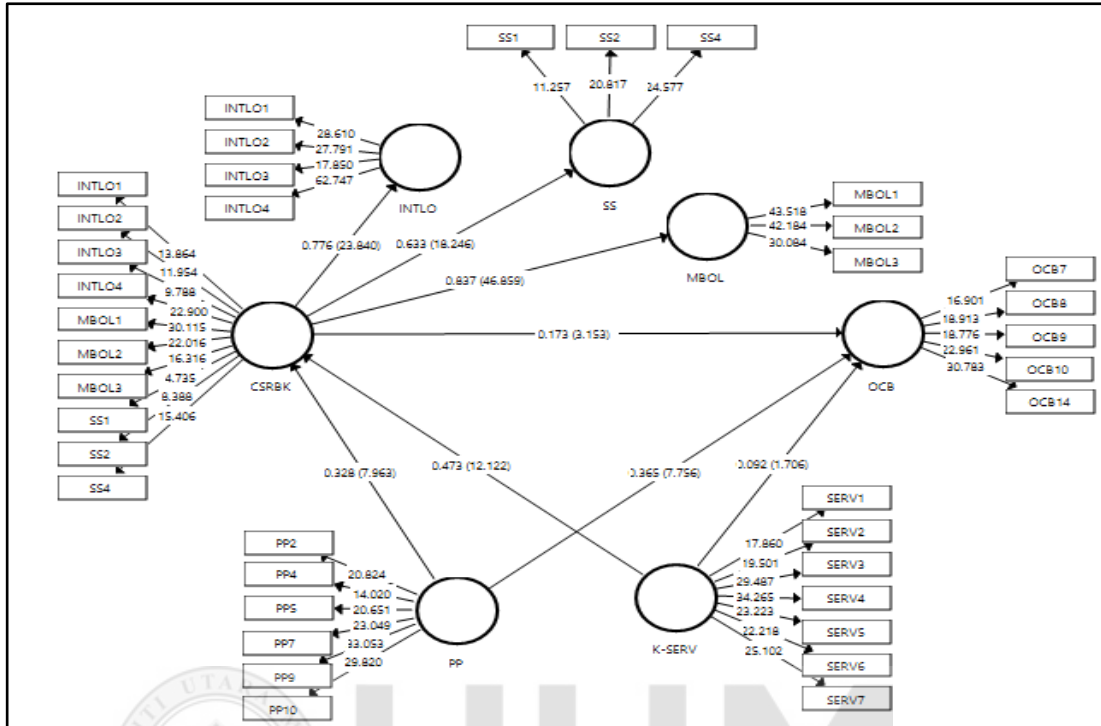 SS1 SS2 SS4
11.257 20.817 24.577
SS
INTLO1
INTLO2
INTLO3
INTLO4
28.610
27.791
17.850
62.747
INTLO
MBOL1
MBOL2
MBOL3
43.518
42.184
30.084
MBOL
INTLO1
INTLO2
INTLO3
INTLO4
MBOL1
MBOL2
MBOL3
SS1
SS2
SS4
13.864
11.954
9.788
22.900
30.115
22.016
16.316
4.735
8.388
15.406
CSRBK
0.776 (23.840)
0.633 (18.246)
0.837 (46.859)
0.173 (3.153)
OCB7
OCB8
OCB9
OCB10
OCB14
16.901
18.913
18.776
22.961
30.783
OCB
0.328 (7.963)
0.473 (12.122)
0.365 (7.756)
0.092 (1.706)
PP2
PP4
PP5
PP7
PP9
PP10
20.824
14.020
20.651
23.049
33.053
29.820
PP
K-SERV
SERV1
SERV2
SERV3
SERV4
SERV5
SERV6
SERV7
17.860
19.501
29.487
34.265
23.223
22.218
25.102
UTARA